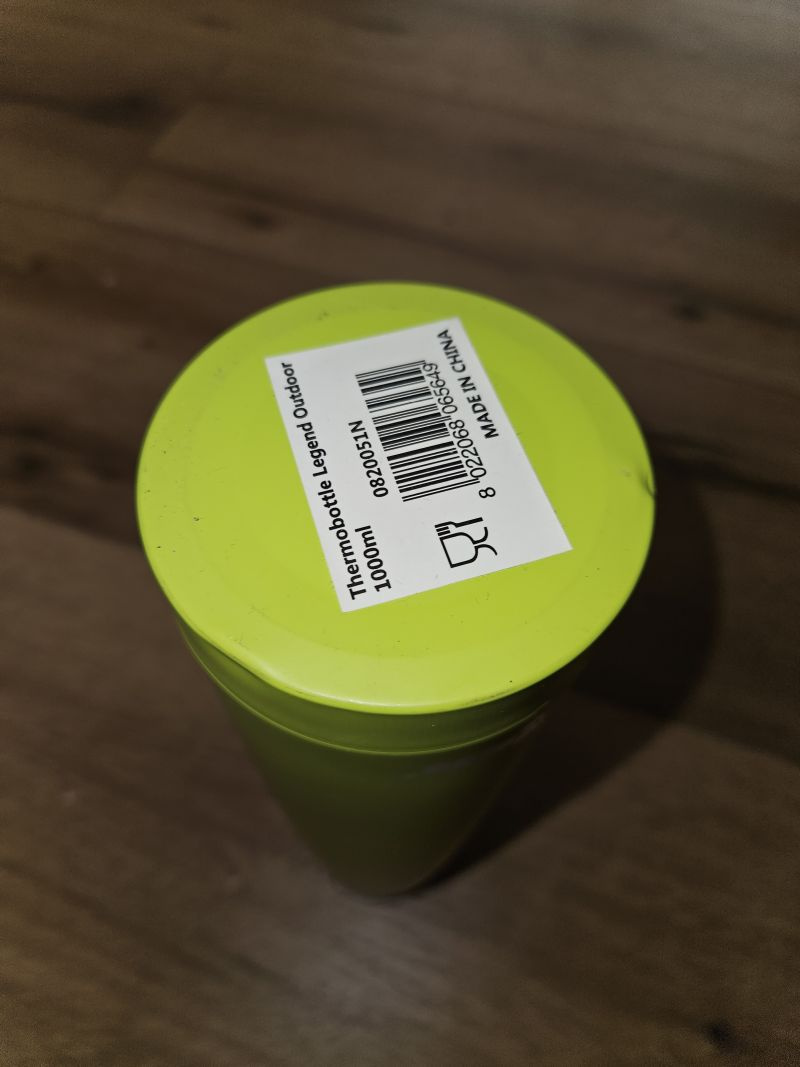 Thermobottle Legend Outdoor
1000ml
0820051N
8 022068 065649
MADE IN CHINA